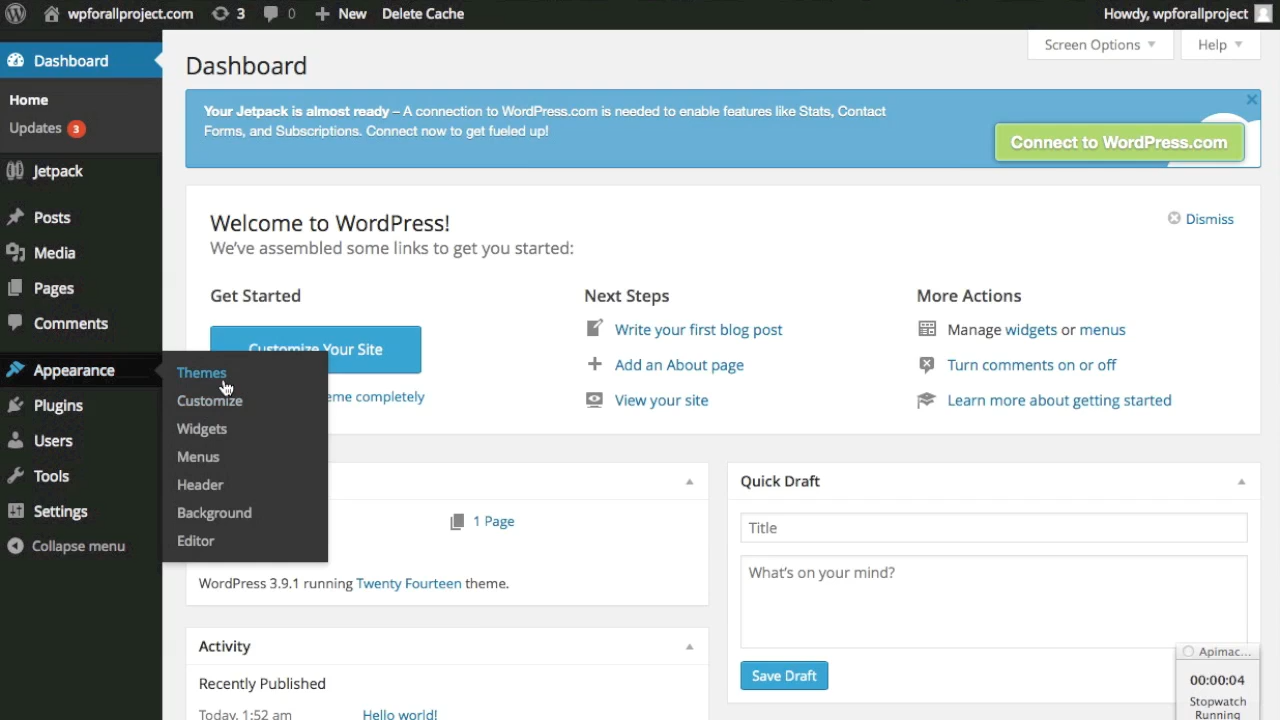 wpforallproject.com
3
0
New
Delete Cache
Howdy, wpforallproject
Screen Options
Help
Dashboard
Home
Updates 3
Jetpack
Posts
Media
Pages
Comments
Appearance
Plugins
Users
Tools
Settings
Collapse menu
Themes
Customize
Widgets
Menus
Header
Background
Editor
Dashboard
Your Jetpack is almost ready – A connection to WordPress.com is needed to enable features like Stats, Contact
Forms, and Subscriptions. Connect now to get fueled up!
Connect to WordPress.com
Welcome to WordPress!
We've assembled some links to get you started:
Dismiss
Get Started
Customize Your Site
eme completely
Next Steps
Write your first blog post
Add an About page
View your site
More Actions
Manage widgets or menus
Turn comments on or off
Learn more about getting started
1 Page
WordPress 3.9.1 running Twenty Fourteen theme.
Activity
Recently Published
Today, 1:52 am
Hello world!
Quick Draft
Title
What's on your mind?
Save Draft
Apimac...
00:00:04
Stopwatch
Running